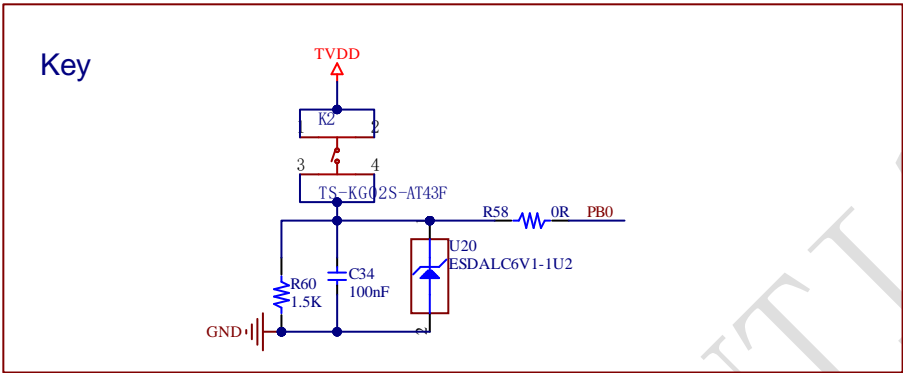 Key
TVDD
K2
1 2
3 4
TS-KG02S-AT43F
R58 0R PB0
U20
ESDALC6V1-1U2
R60
1.5K
C34
100nF
GND
2